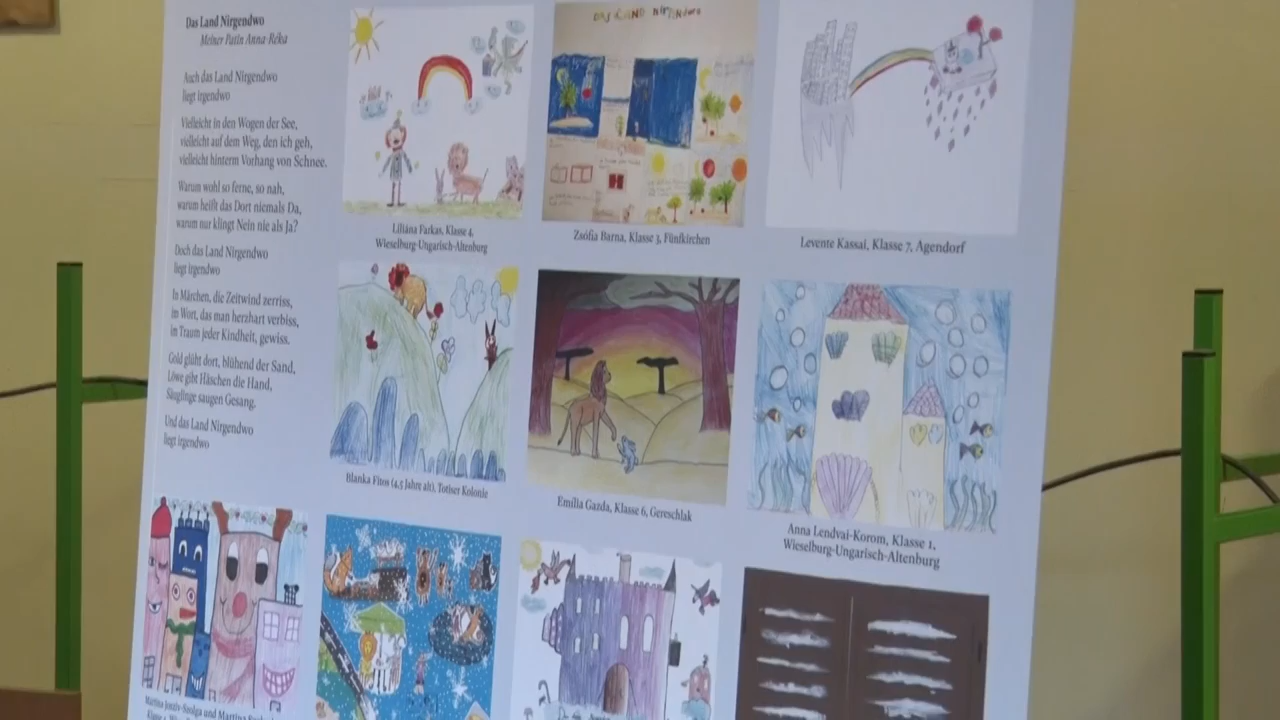 Das Land Nirgendwo
Meiner Patin Anna-Réka
Auch das Land Nirgendwo
liegt irgendwo
Vielleicht in den Wogen der See,
vielleicht auf dem Weg, den ich geh,
vielleicht hinterm Vorhang von Schnee.
Warum wohl so ferne, so nah,
warum heißt das Dort niemals Da,
warum nur klingt Nein nie als Ja?
Doch das Land Nirgendwo
liegt irgendwo
In Märchen, die Zeitwind zerriss,
im Wort, das man herzhart verbiss,
im Traum jeder Kindheit, gewiss.
Gold glüht dort, blühend der Sand,
Löwe gibt Häschen die Hand,
Säuglinge saugen Gesang.
Und das Land Nirgendwo
liegt irgendwo
Liliána Farkas, Klasse 4,
Wieselburg-Ungarisch-Altenburg
DAS LAND NIRGENDWO
Zsófia Barna, Klasse 3, Fünfkirchen
Levente Kassai, Klasse 7, Agendorf
Blanka Fitos (4,5 Jahre alt), Totiser Kolonie
Emília Gazda, Klasse 6, Gereschlak
Anna Lendvai-Korom, Klasse 1,
Wieselburg-Ungarisch-Altenburg
und Martina